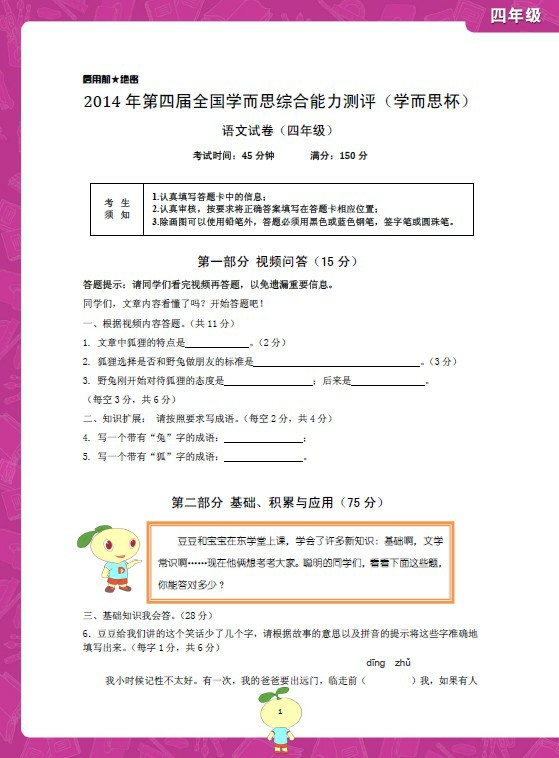 四年级
启用前★绝密
2014 年第四届全国学而思综合能力测评（学而思杯）
语文试卷（四年级）
考试时间：45 分钟 满分：150 分
考 生
须 知
1.认真填写答题卡中的信息；
2.认真审核，按要求将正确答案填写在答题卡相应位置；
3.除画图可以使用铅笔外，答题必须用黑色或蓝色钢笔，签字笔或圆珠笔。
第一部分 视频问答（15 分）
答题提示：请同学们看完视频再答题，以免遗漏重要信息。
同学们，文章内容看懂了吗？开始答题吧！
一、根据视频内容答题。（共 11 分）
1. 文章中狐狸的特点是____________。（2 分）
2. 狐狸选择是否和野兔做朋友的标准是________________________________。（3 分）
3. 野兔刚开始对待狐狸的态度是________________；后来是______________。
（每空 3 分，共 6 分）
二、知识扩展： 请按照要求写成语。（每空 2 分，共 4 分）
4. 写一个带有“兔”字的成语：_______________；
5. 写一个带有“狐”字的成语：_______________。
第二部分 基础、积累与应用（75 分）
豆豆和宝宝在东学堂上课，学会了许多新知识：基础啊，文学
常识啊……现在他俩想考考大家。聪明的同学们，看看下面这些题，
你能答对多少？
三、基础知识我会答。（28 分）
6. 豆豆给我们讲的这个笑话少了几个字，请根据故事的意思以及拼音的提示将这些字准确地
填写出来。（每字 1 分，共 6 分）
dīng zhǔ
我小时候记性不太好。有一次，我的爸爸要出远门，临走前（ ）我，如果有人
1